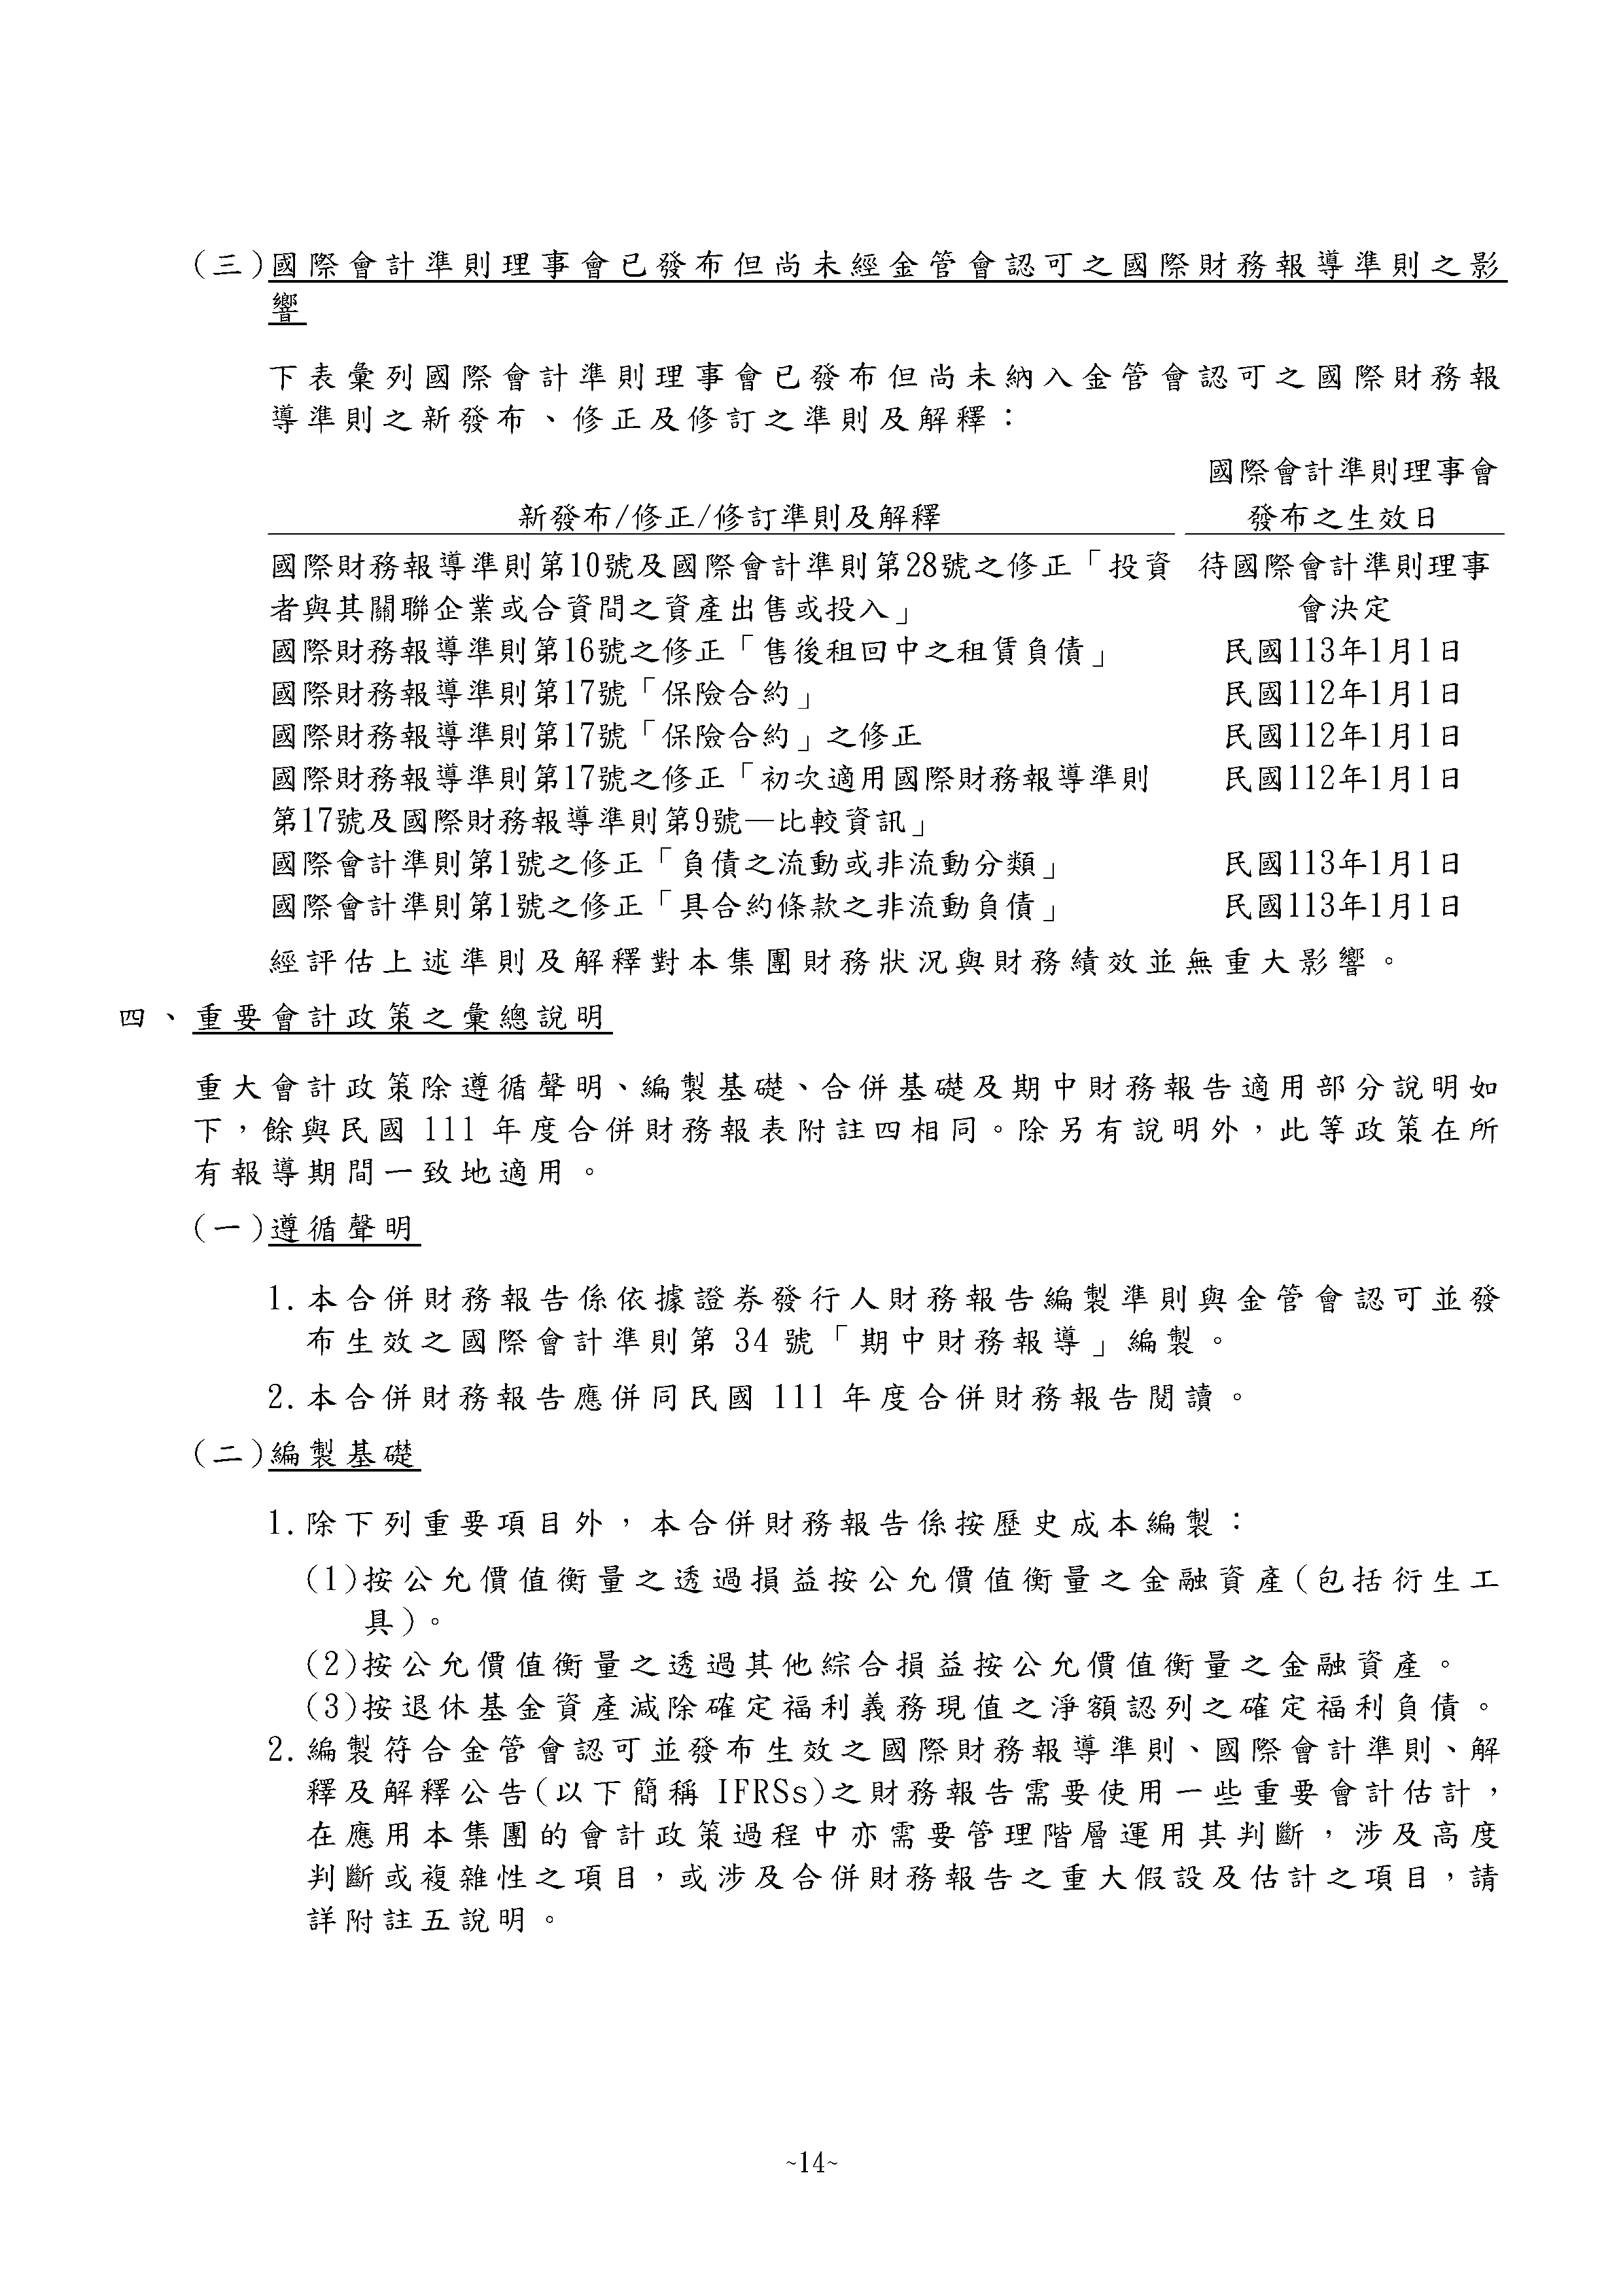 (三)國際會計準則理事會已發布但尚未經金管會認可之國際財務報導準則之影
響
下表彙列國際會計準則理事會已發布但尚未納入金管會認可之國際財務報
導準則之新發布、修正及修訂之準則及解釋：
國際會計準則理事會
新發布/修正/修訂準則及解釋 發布之生效日
國際財務報導準則第10號及國際會計準則第28號之修正「投資 待國際會計準則理事
者與其關聯企業或合資間之資產出售或投入」 會決定
國際財務報導準則第16號之修正「售後租回中之租賃負債」 民國113年1月1日
國際財務報導準則第17號「保險合約」 民國112年1月1日
國際財務報導準則第17號「保險合約」之修正 民國112年1月1日
國際財務報導準則第17號之修正「初次適用國際財務報導準則 民國112年1月1日
第17號及國際財務報導準則第9號—比較資訊」
國際會計準則第1號之修正「負債之流動或非流動分類」 民國113年1月1日
國際會計準則第1號之修正「具合約條款之非流動負債」 民國113年1月1日
經評估上述準則及解釋對本集團財務狀況與財務績效並無重大影響。
四、重要會計政策之彙總說明
重大會計政策除遵循聲明、編製基礎、合併基礎及期中財務報告適用部分說明如
下，餘與民國 111 年度合併財務報表附註四相同。除另有說明外，此等政策在所
有報導期間一致地適用。
(一)遵循聲明
1. 本合併財務報告係依據證券發行人財務報告編製準則與金管會認可並發
布生效之國際會計準則第 34 號「期中財務報導」編製。
2. 本合併財務報告應併同民國 111 年度合併財務報告閱讀。
(二)編製基礎
1. 除下列重要項目外，本合併財務報告係按歷史成本編製：
(1)按公允價值衡量之透過損益按公允價值衡量之金融資產(包括衍生工
具)。
(2)按公允價值衡量之透過其他綜合損益按公允價值衡量之金融資產。
(3)按退休基金資產減除確定福利義務現值之淨額認列之確定福利負債。
2. 編製符合金管會認可並發布生效之國際財務報導準則、國際會計準則、解
釋及解釋公告(以下簡稱 IFRSs)之財務報告需要使用一些重要會計估計，
在應用本集團的會計政策過程中亦需要管理階層運用其判斷，涉及高度
判斷或複雜性之項目，或涉及合併財務報告之重大假設及估計之項目，請
詳附註五說明。
~14~